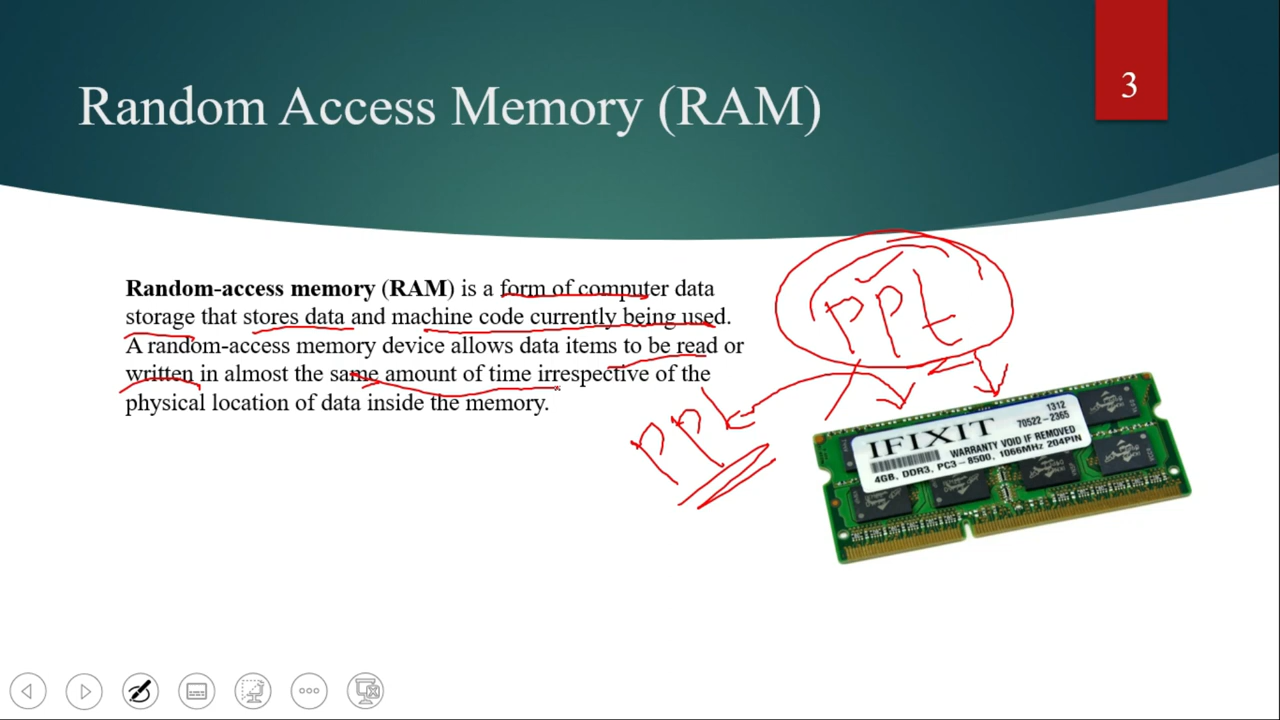 Random Access Memory (RAM)
3
Random-access memory (RAM) is a form of computer data
storage that stores data and machine code currently being used.
A random-access memory device allows data items to be read or
written in almost the same amount of time irrespective of the
physical location of data inside the memory.
ppt
ppt
IFIXIT
1312
70522-2365
WARRANTY VOID IF REMOVED
4GB, DDR3, PC3-8500, 1066MHz 204PIN